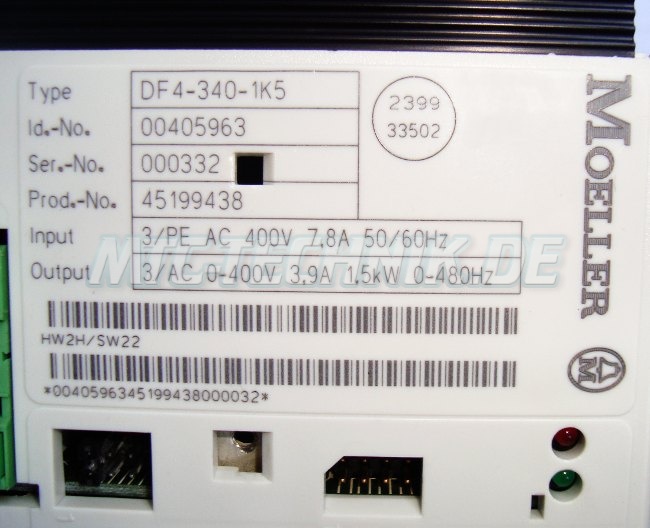 Type DF4-340-1K5
Id.-No. 00405963
Ser.-No. 000332
Prod.-No. 45199438
Input 3/PE AC 400V 7,8A 50/60Hz
Output 3/AC 0-400V 3,9A 1,5kW 0-480Hz
2399
33502
MOELLER
M
MVCTECHNIK.DE
HW2H/SW22
*0040596345199438000032*